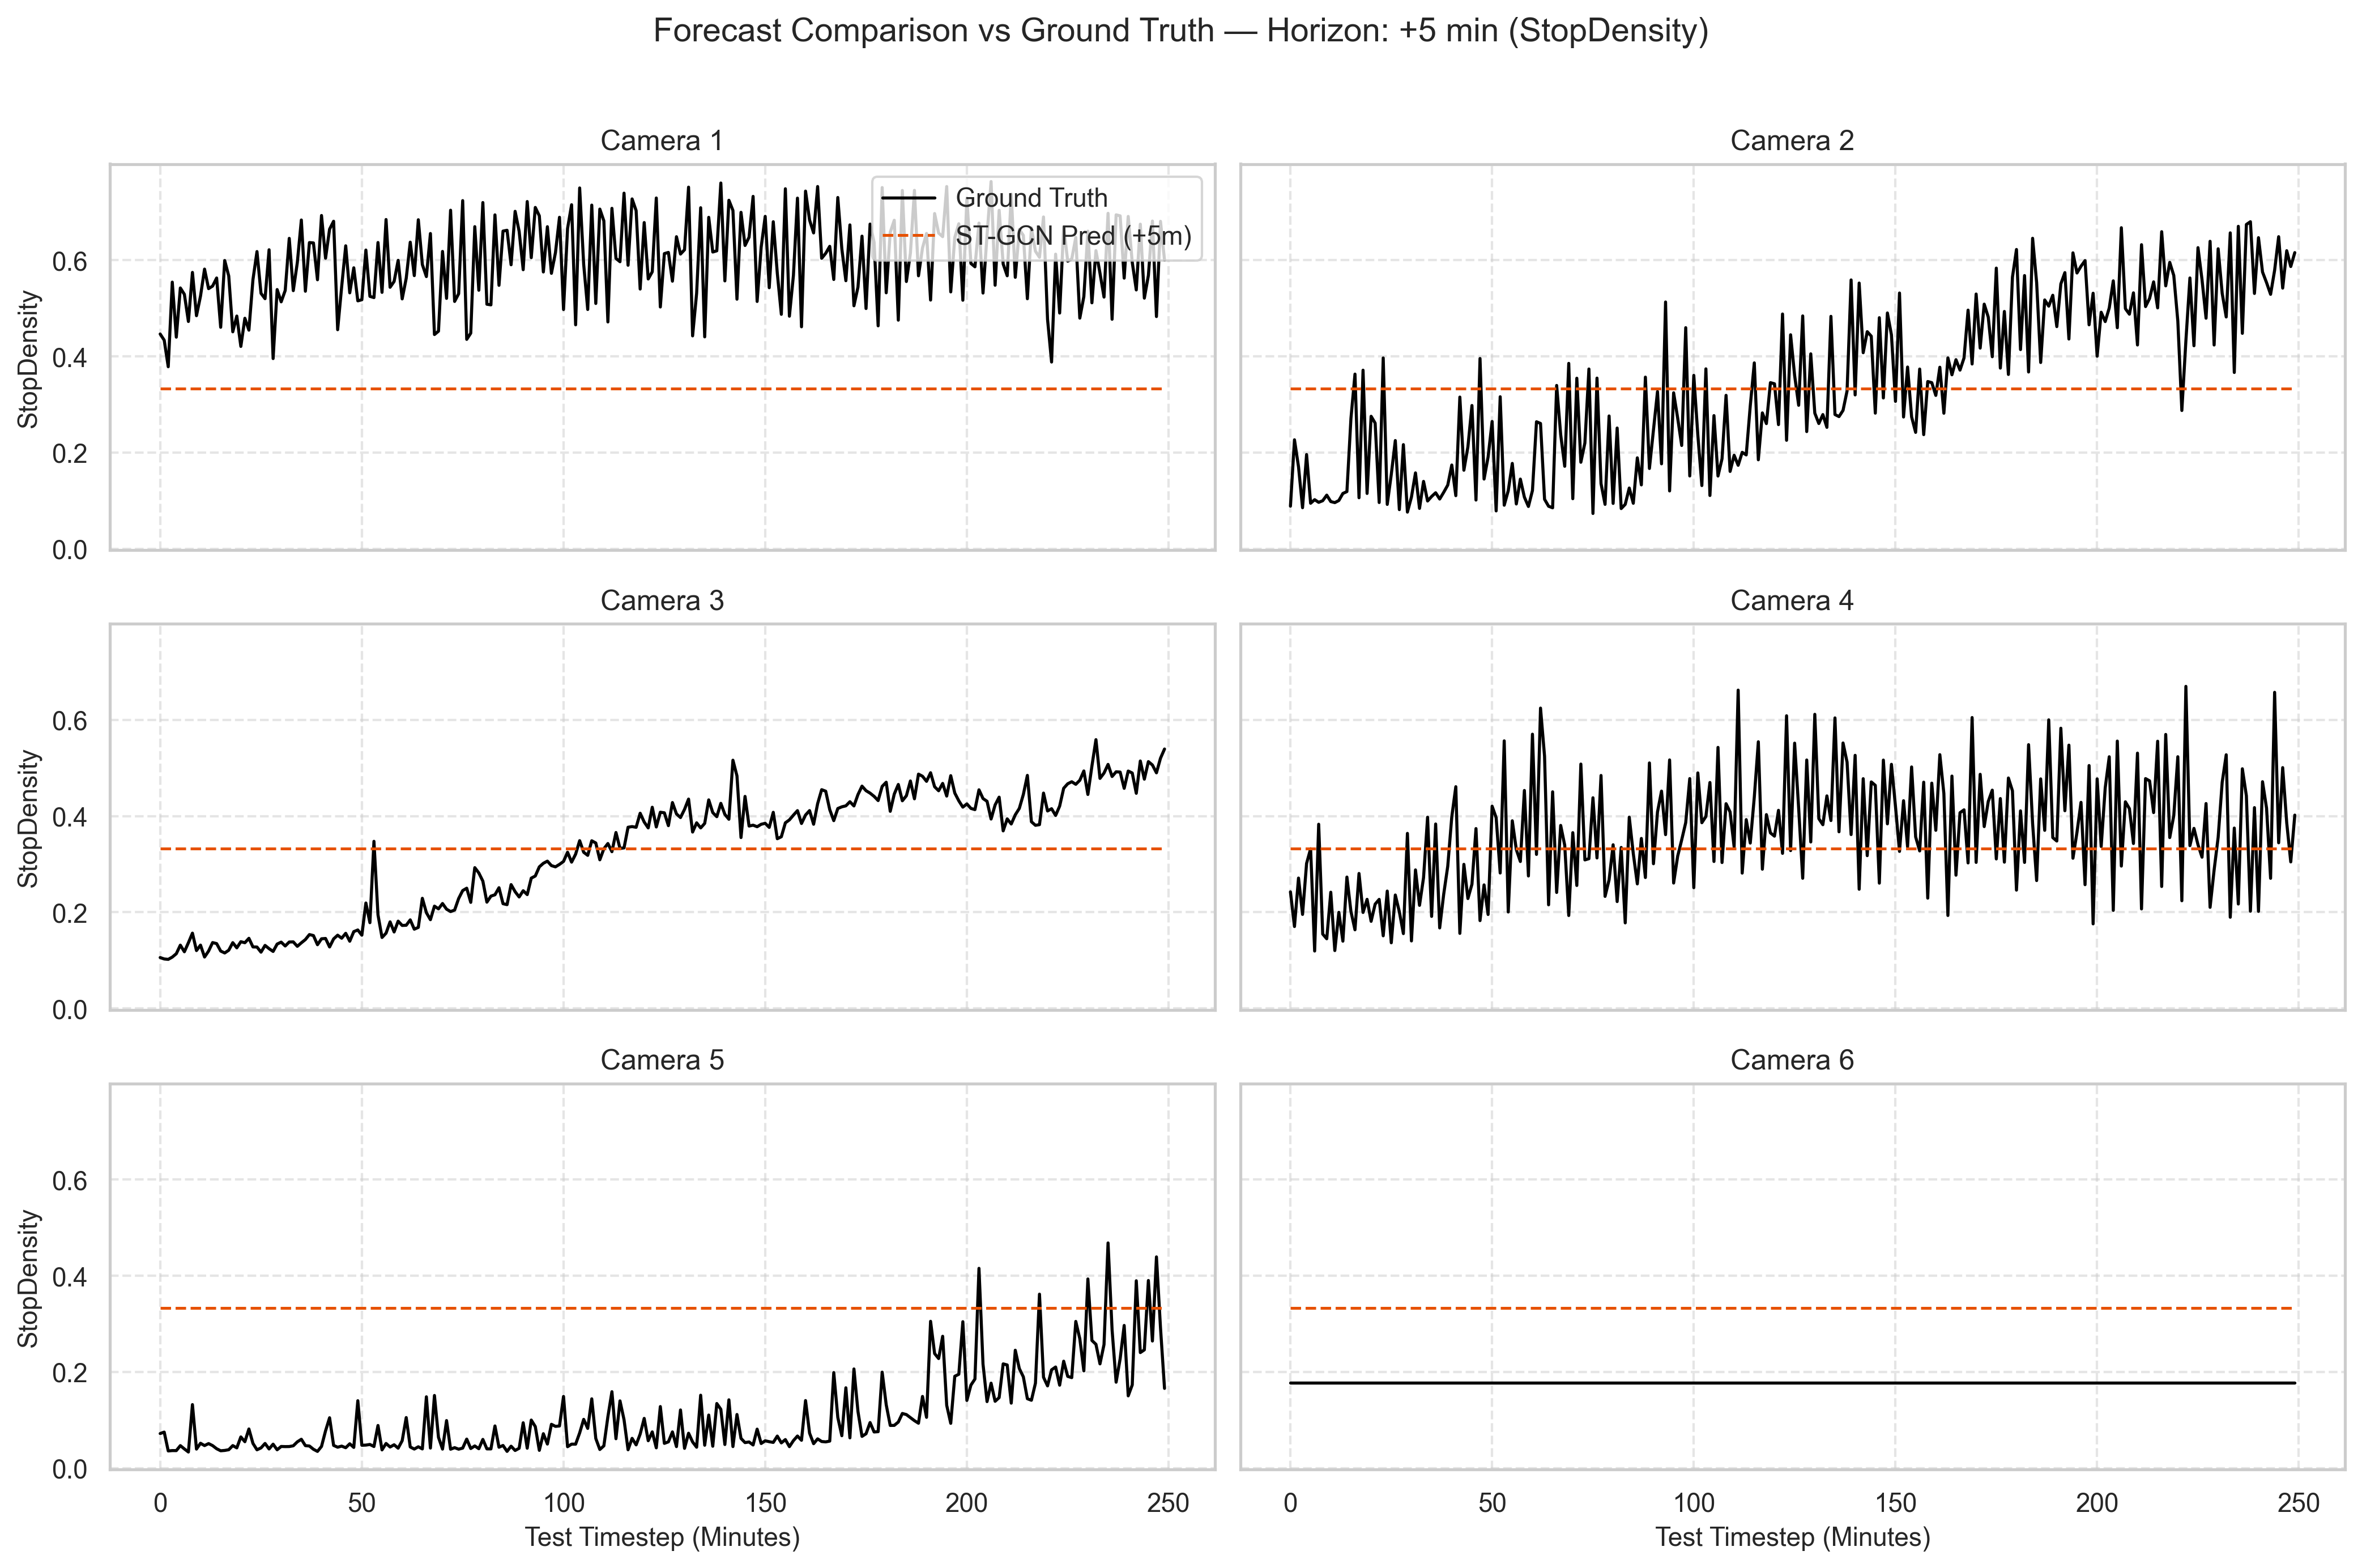 Forecast Comparison vs Ground Truth — Horizon: +5 min (StopDensity)
Camera 1
Camera 2
Ground Truth
ST-GCN Pred (+5m)
StopDensity
0.6
0.4
0.2
0.0
Camera 3
Camera 4
StopDensity
0.6
0.4
0.2
0.0
Camera 5
Camera 6
StopDensity
0.6
0.4
0.2
0.0
0 50 100 150 200 250
0 50 100 150 200 250
Test Timestep (Minutes)
Test Timestep (Minutes)